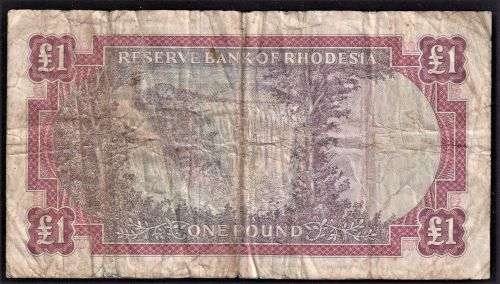 £1 RESERVE BANK OF RHODESIA £1
£1 ONE POUND £1